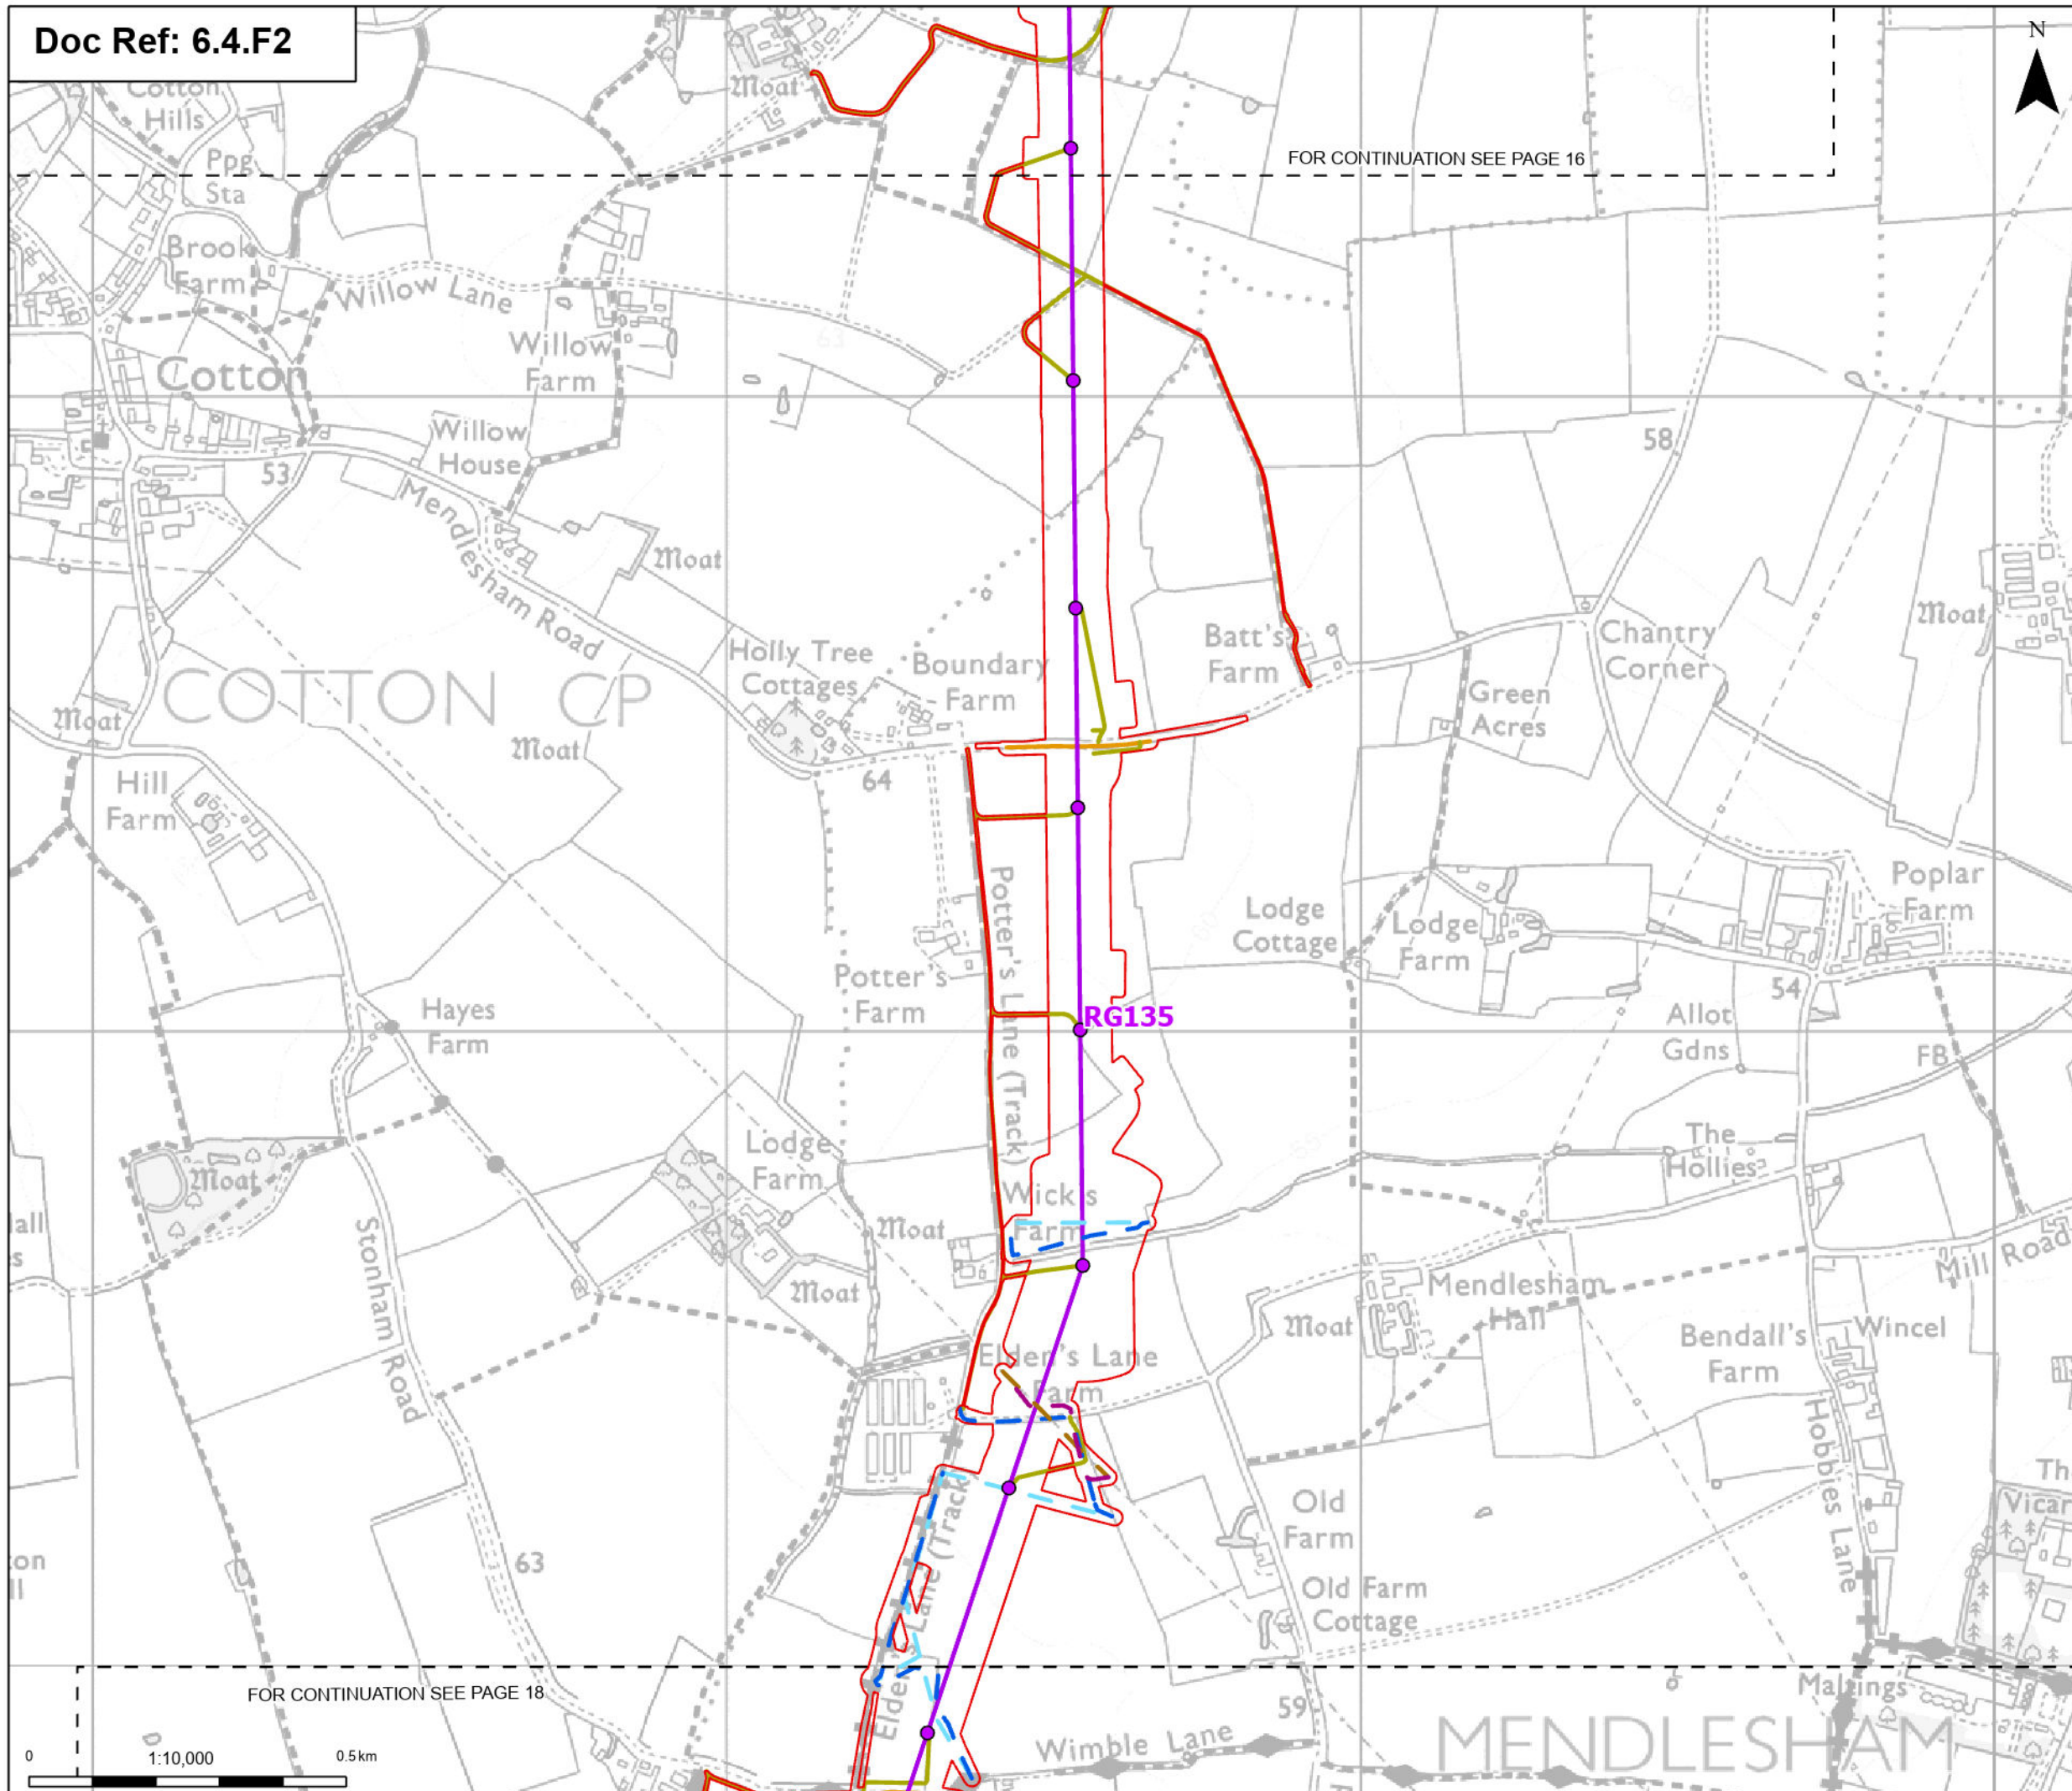 Doc Ref: 6.4.F2
N
Cotton
Hills
Moat
FOR CONTINUATION SEE PAGE 16
Ppg
Sta
Brook
Farm
Willow Lane
63
Willow
Farm
Cotton
Willow
House
53
58
Mendlesham Road
Moat
Moat
Batt's
Farm
Chantry
Corner
Holly Tree
Cottages
Boundary
Farm
COTTON CP
Green
Acres
Moat
Moat
64
Hill
Farm
Potter's Lane (Track)
Poplar
Farm
Lodge
Cottage
Lodge
Farm
Potter's
Farm
54
Hayes
Farm
RG135
Allot
Gdns
FB
Lodge
Farm
The
Hollies
Moat
Wick's
Farm
Moat
Stonham Road
Mill Road
Moat
Mendlesham
Hall
Moat
Bendall's
Farm
Wincel
Elder's Lane
Farm
Hobbies Lane
Old
Farm
63
Elder's Lane (Track)
Old Farm
Cottage
FOR CONTINUATION SEE PAGE 18
59
Maltings
Wimble Lane
MENDLESHAM
0
1:10,000
0.5 km